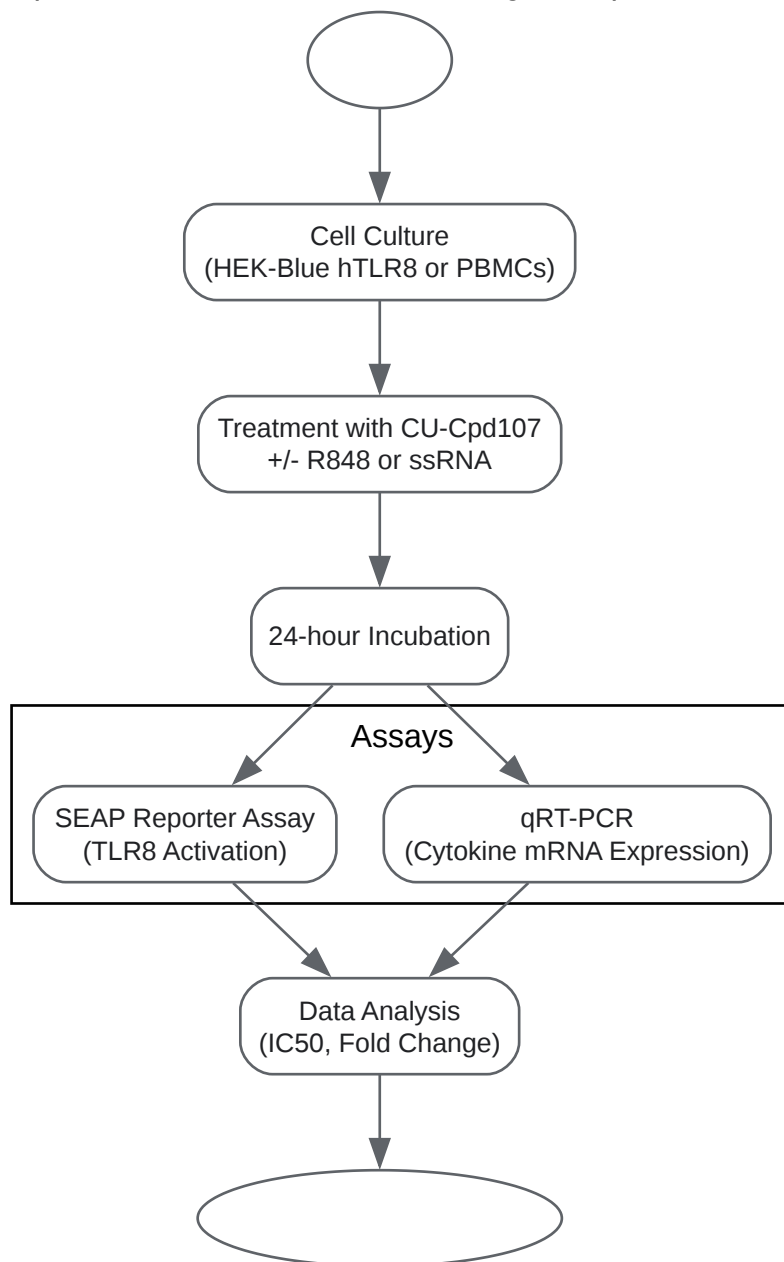 Cell Culture
(HEK-Blue hTLR8 or PBMCs)
Treatment with CU-Cpd107
+/- R848 or ssRNA
24-hour Incubation
Assays
SEAP Reporter Assay
(TLR8 Activation)
qRT-PCR
(Cytokine mRNA Expression)
Data Analysis
(IC50, Fold Change)